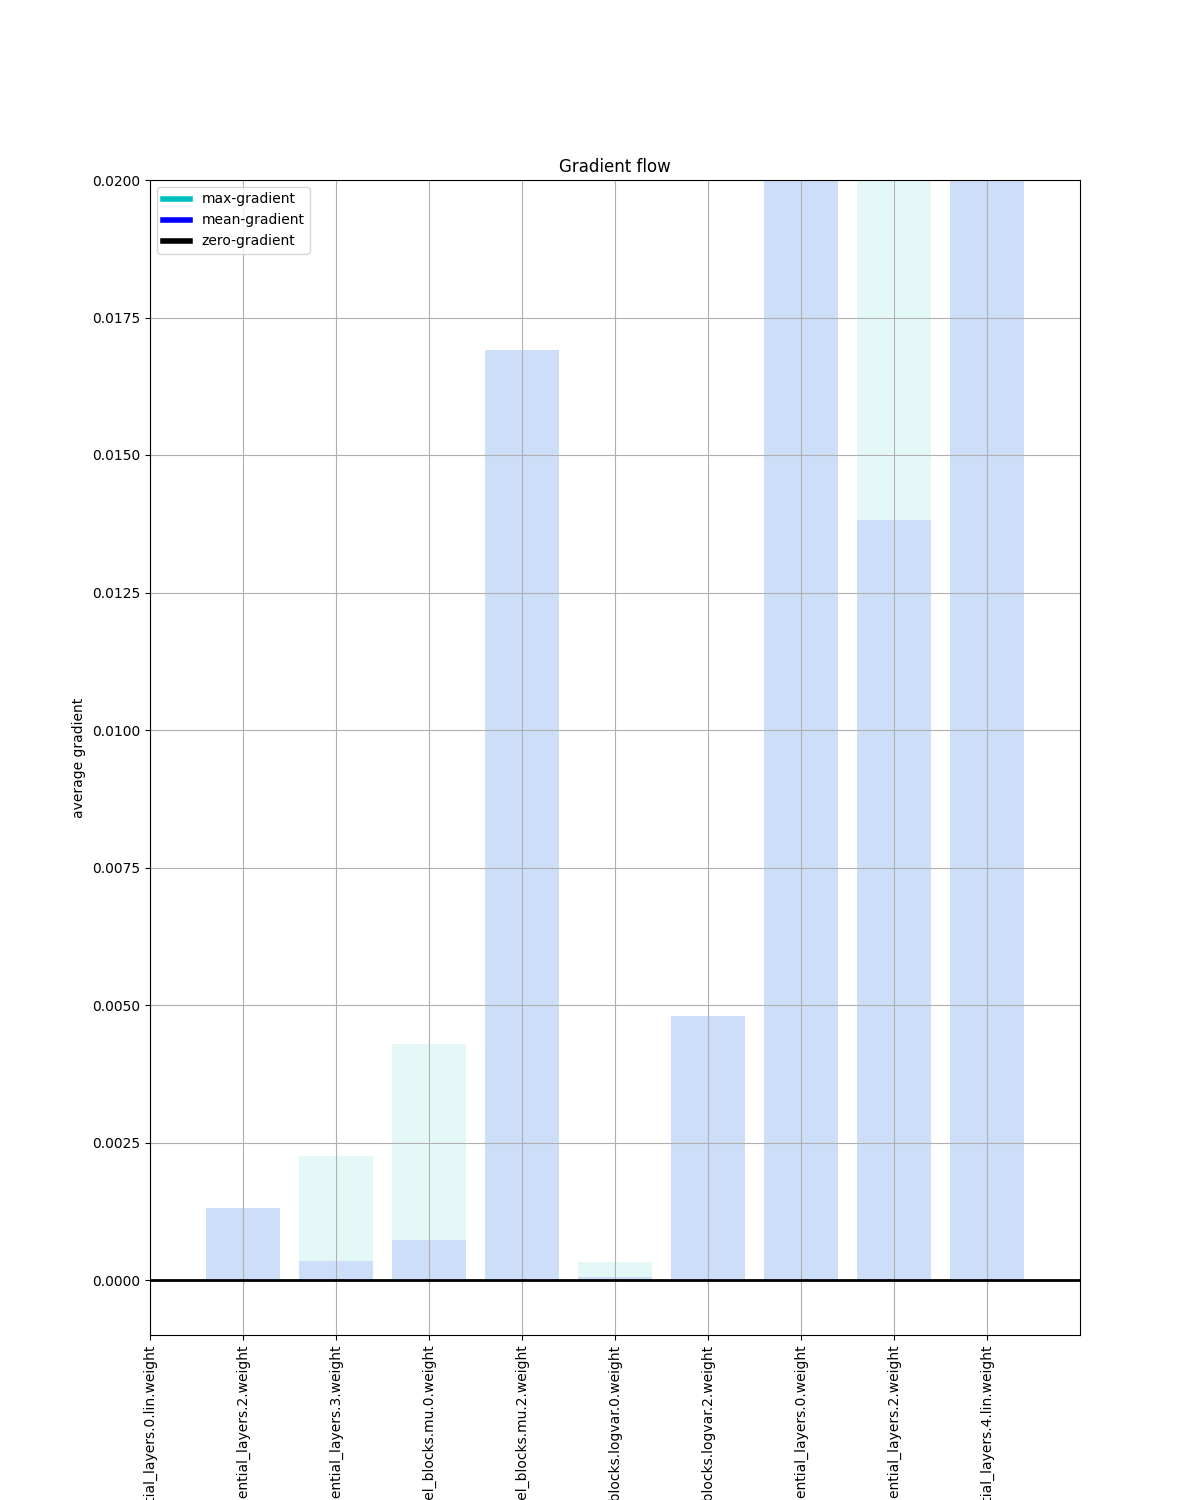 Gradient flow
max-gradient
mean-gradient
zero-gradient
0.0200
0.0175
0.0150
0.0125
0.0100
0.0075
0.0050
0.0025
0.0000
average gradient
tial_layers.0.lin.weight
ential_layers.2.weight
ential_layers.3.weight
el_blocks.mu.0.weight
el_blocks.mu.2.weight
blocks.logvar.0.weight
blocks.logvar.2.weight
ential_layers.0.weight
ential_layers.2.weight
tial_layers.4.lin.weight